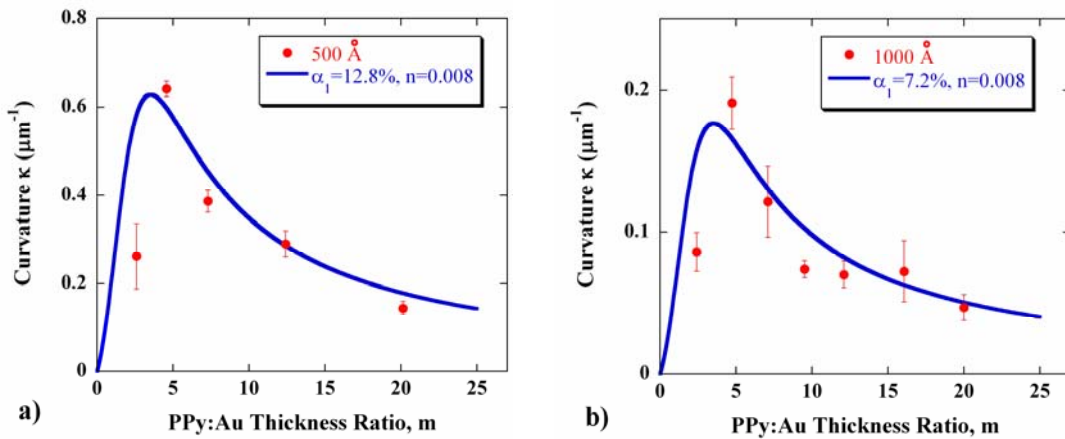 0.8
0.6
0.4
0.2
0
0 5 10 15 20 25
Curvature κ (μm⁻¹)
PPy:Au Thickness Ratio, m
500 Å
α₁=12.8%, n=0.008
a)
0.2
0.1
0
0 5 10 15 20 25
Curvature κ (μm⁻¹)
PPy:Au Thickness Ratio, m
1000 Å
α₁=7.2%, n=0.008
b)